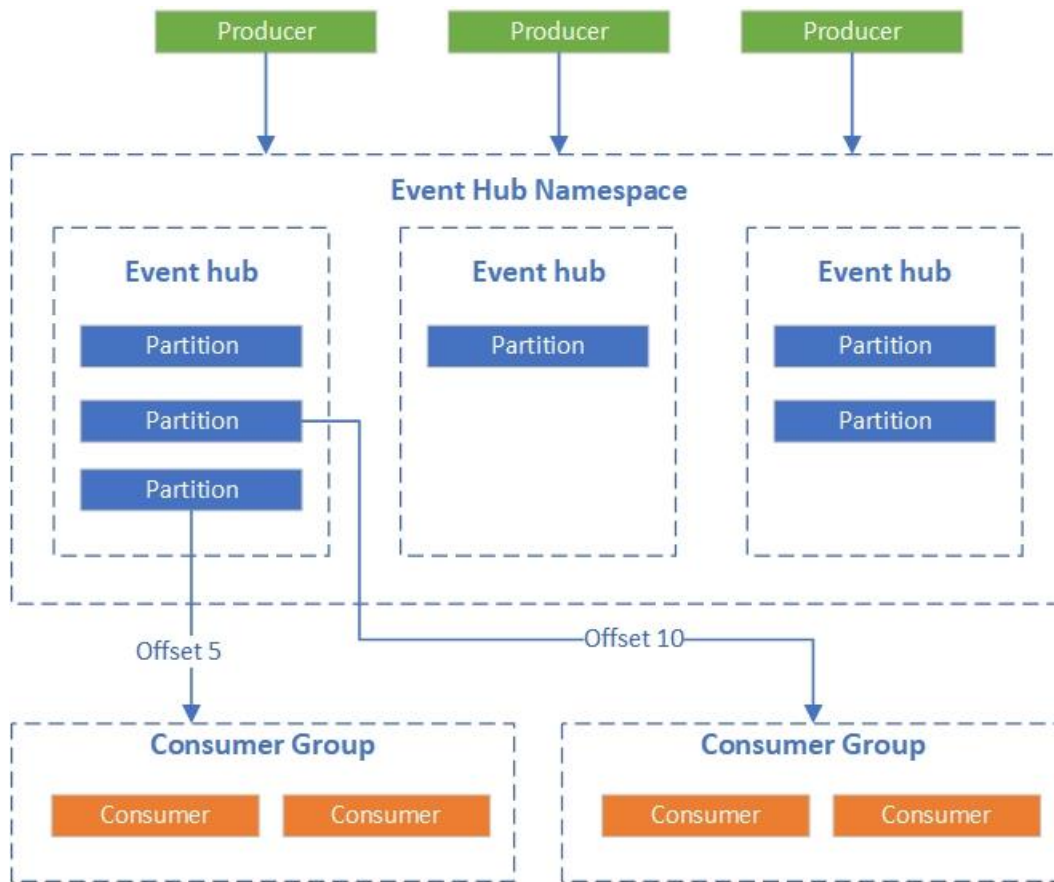 Producer
Producer
Producer
Event Hub Namespace
Event hub
Event hub
Event hub
Partition
Partition
Partition
Partition
Partition
Partition
Offset 5
Offset 10
Consumer Group
Consumer Group
Consumer
Consumer
Consumer
Consumer